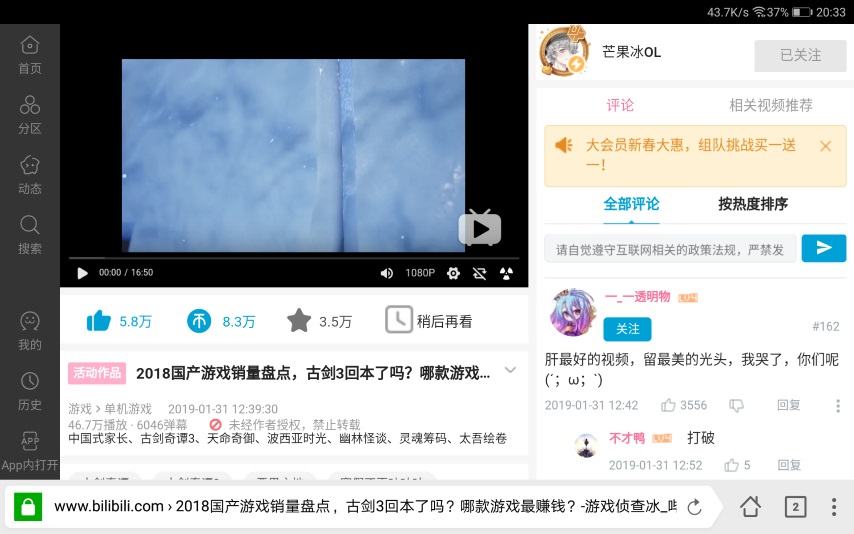 43.7K/s 37% 20:33
首页
分区
动态
搜索
我的
历史
APP
App内打开
00:00 / 16:50
1080P
5.8万
8.3万
3.5万
稍后再看
活动作品 2018国产游戏销量盘点，古剑3回本了吗？哪款游戏...
游戏 > 单机游戏 2019-01-31 12:39:30
46.7万播放 · 6046弹幕 未经作者授权，禁止转载
中国式家长、古剑奇谭3、天命奇御、波西亚时光、幽林怪谈、灵魂筹码、太吾绘卷
芒果冰OL
已关注
评论
相关视频推荐
大会员新春大惠，组队挑战买一送
一！
全部评论
按热度排序
请自觉遵守互联网相关的政策法规，严禁发
一_一透明物 LV4
关注
#162
肝最好的视频，留最美的光头，我哭了，你们呢
(´；ω；`)
2019-01-31 12:42 3556 回复
不才鸭 LV4 打破
2019-01-31 12:52 5 回复
www.bilibili.com › 2018国产游戏销量盘点，古剑3回本了吗？哪款游戏最赚钱？-游戏侦查冰_
2